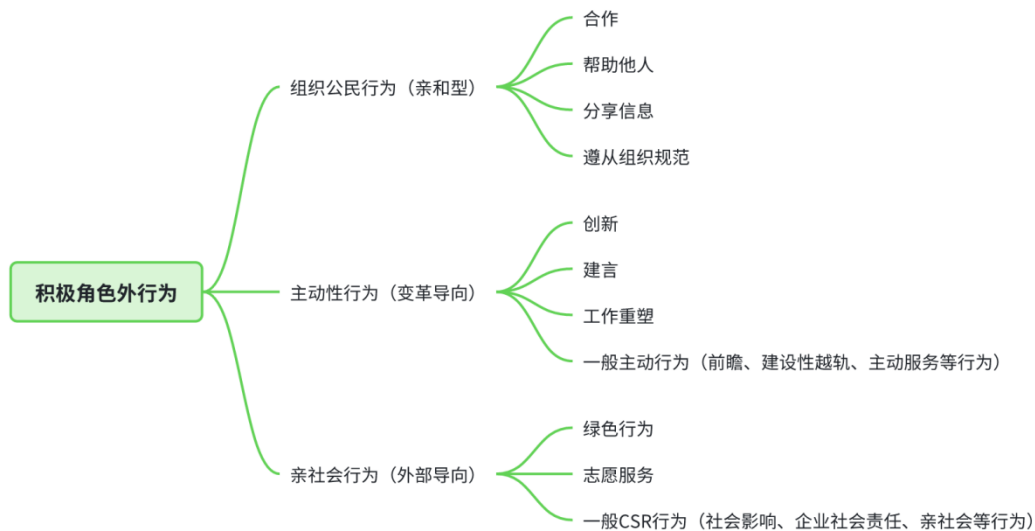 积极角色外行为
组织公民行为（亲和型）
合作
帮助他人
分享信息
遵从组织规范
主动性行为（变革导向）
创新
建言
工作重塑
一般主动行为（前瞻、建设性越轨、主动服务等行为）
亲社会行为（外部导向）
绿色行为
志愿服务
一般CSR行为（社会影响、企业社会责任、亲社会等行为）